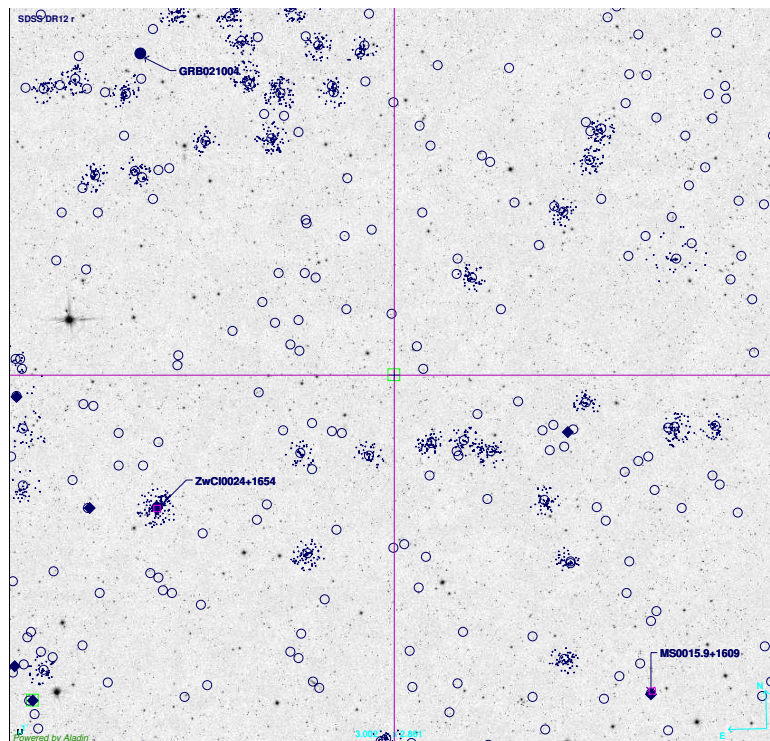 SDSS DR12 r
GRB021004
ZwCl0024+1654
MS0015.9+1609
N
E
Powered by Aladin